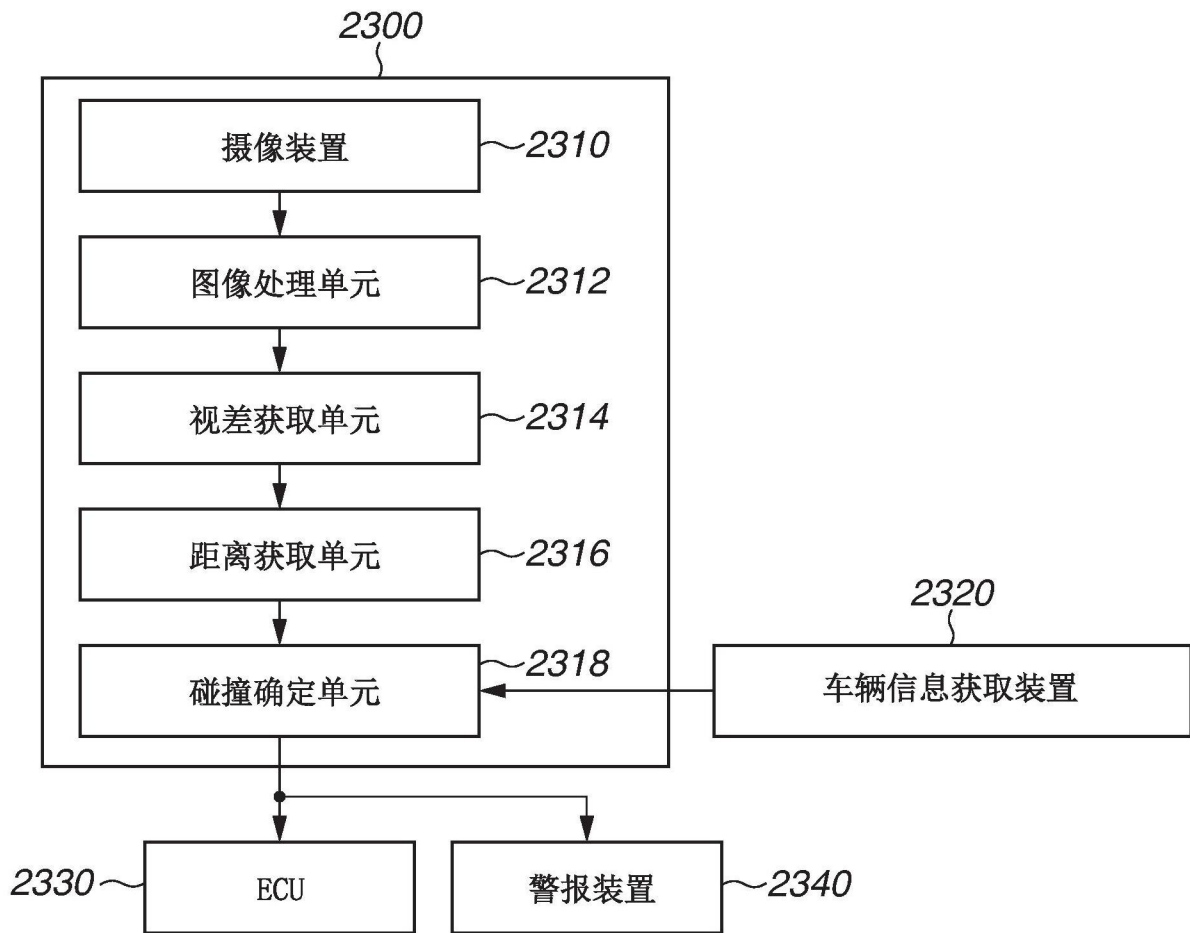 2300
摄像装置
2310
图像处理单元
2312
视差获取单元
2314
距离获取单元
2316
碰撞确定单元
2318
2320
车辆信息获取装置
2330
ECU
警报装置
2340